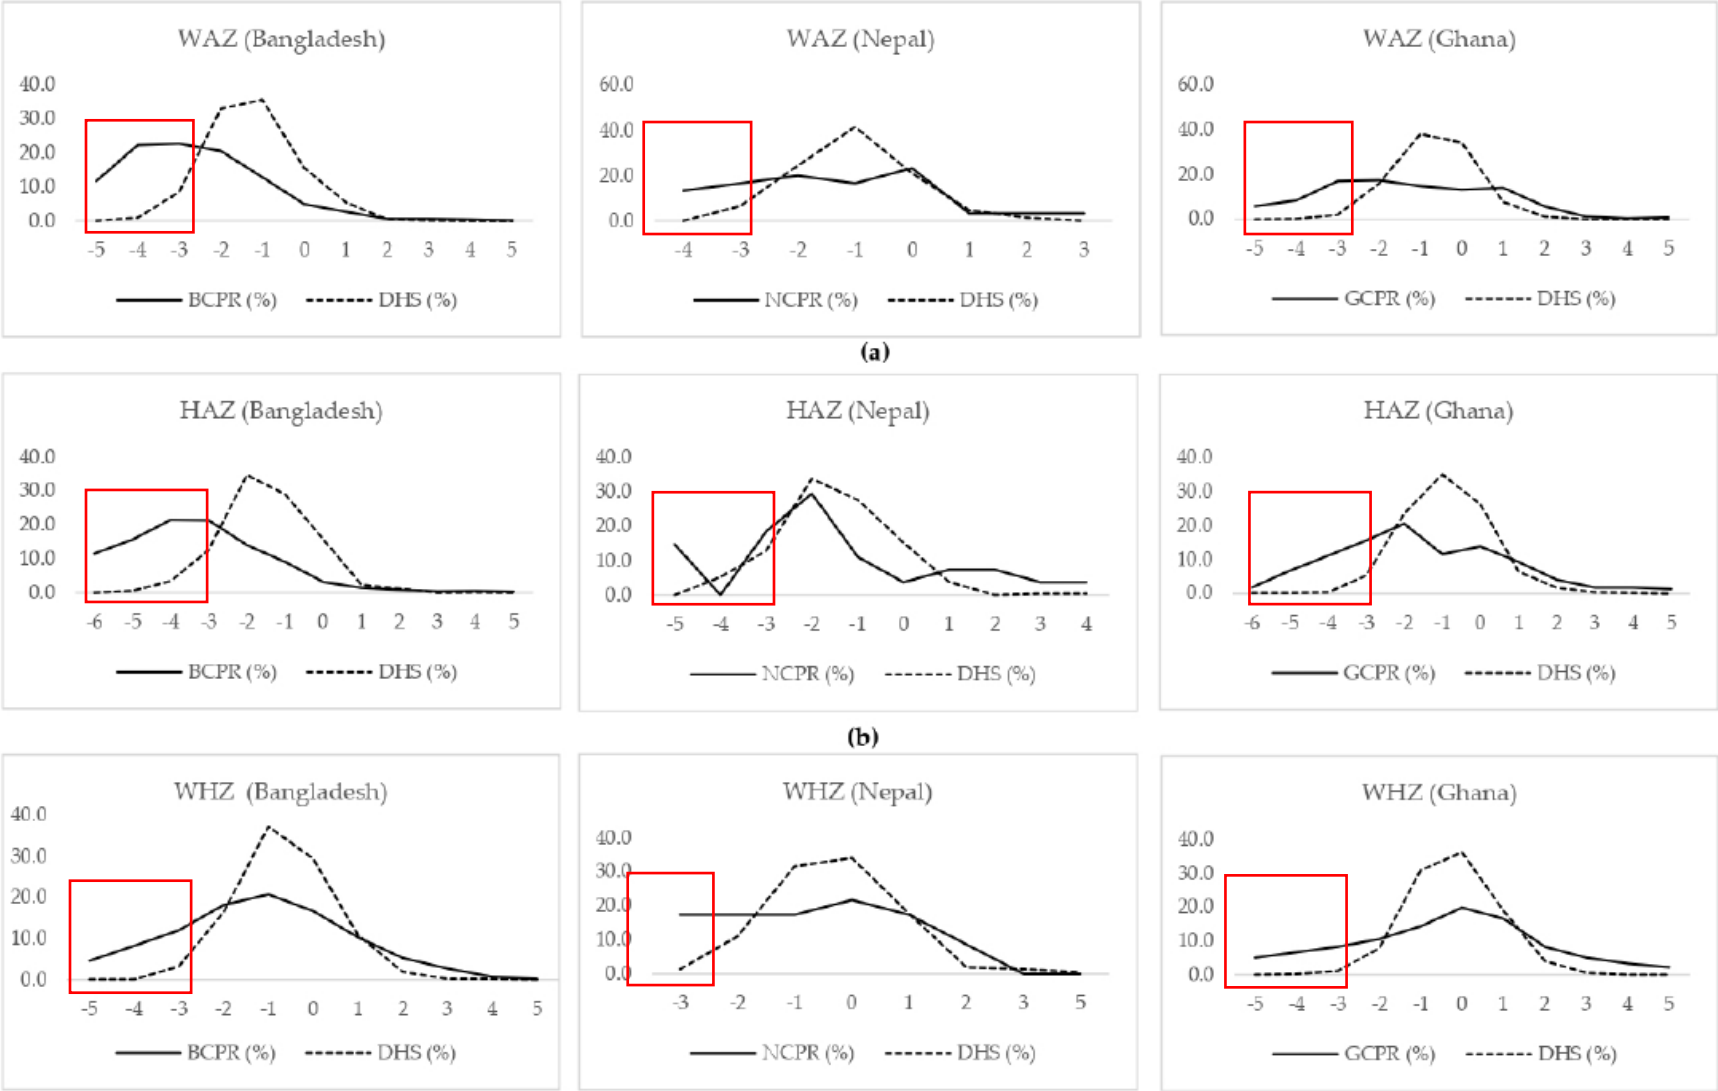 WAZ (Bangladesh)
40.0
30.0
20.0
10.0
0.0
-5 -4 -3 -2 -1 0 1 2 3 4 5
BCPR (%) DHS (%)
WAZ (Nepal)
60.0
40.0
20.0
0.0
-4 -3 -2 -1 0 1 2 3
NCPR (%) DHS (%)
WAZ (Ghana)
60.0
40.0
20.0
0.0
-5 -4 -3 -2 -1 0 1 2 3 4 5
GCPR (%) DHS (%)
(a)
HAZ (Bangladesh)
40.0
30.0
20.0
10.0
0.0
-6 -5 -4 -3 -2 -1 0 1 2 3 4 5
BCPR (%) DHS (%)
HAZ (Nepal)
40.0
30.0
20.0
10.0
0.0
-5 -4 -3 -2 -1 0 1 2 3 4
NCPR (%) DHS (%)
HAZ (Ghana)
40.0
30.0
20.0
10.0
0.0
-6 -5 -4 -3 -2 -1 0 1 2 3 4 5
GCPR (%) DHS (%)
(b)
WHZ (Bangladesh)
40.0
30.0
20.0
10.0
0.0
-5 -4 -3 -2 -1 0 1 2 3 4 5
BCPR (%) DHS (%)
WHZ (Nepal)
40.0
30.0
20.0
10.0
0.0
-3 -2 -1 0 1 2 3 5
NCPR (%) DHS (%)
WHZ (Ghana)
40.0
30.0
20.0
10.0
0.0
-5 -4 -3 -2 -1 0 1 2 3 4 5
GCPR (%) DHS (%)